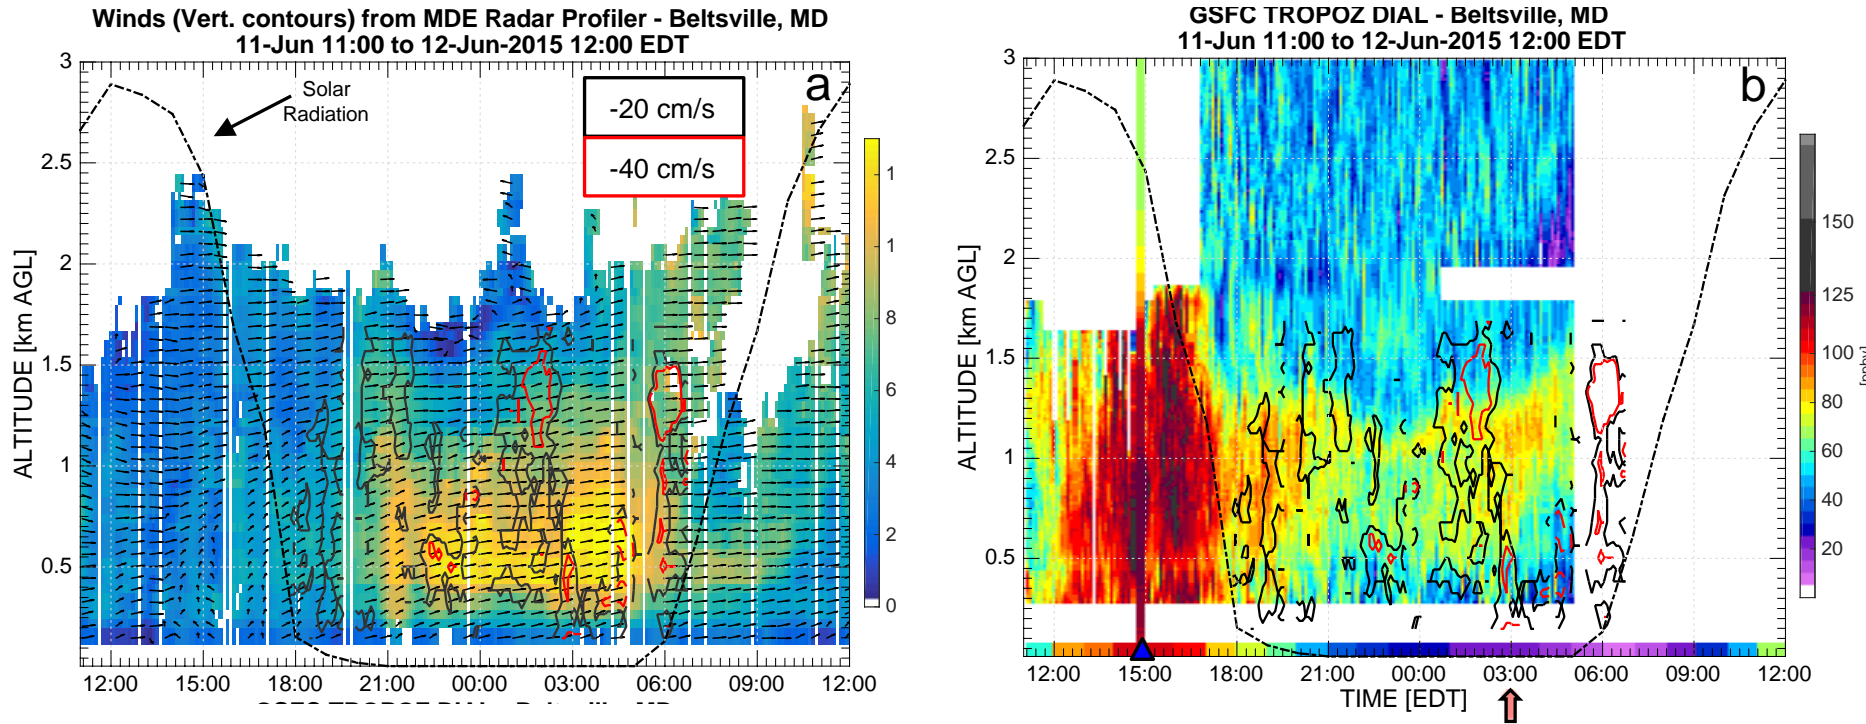 Winds (Vert. contours) from MDE Radar Profiler - Beltsville, MD
11-Jun 11:00 to 12-Jun-2015 12:00 EDT
a
Solar
Radiation
-20 cm/s
-40 cm/s
ALTITUDE [km AGL]
3
2.5
2
1.5
1
0.5
12:00 15:00 18:00 21:00 00:00 03:00 06:00 09:00 12:00
1
1
8
6
4
2
0
GSFC TROPOZ DIAL - Beltsville, MD
11-Jun 11:00 to 12-Jun-2015 12:00 EDT
b
ALTITUDE [km AGL]
3
2.5
2
1.5
1
0.5
12:00 15:00 18:00 21:00 00:00 03:00 06:00 09:00 12:00
TIME [EDT]
150
125
100
80
60
40
20